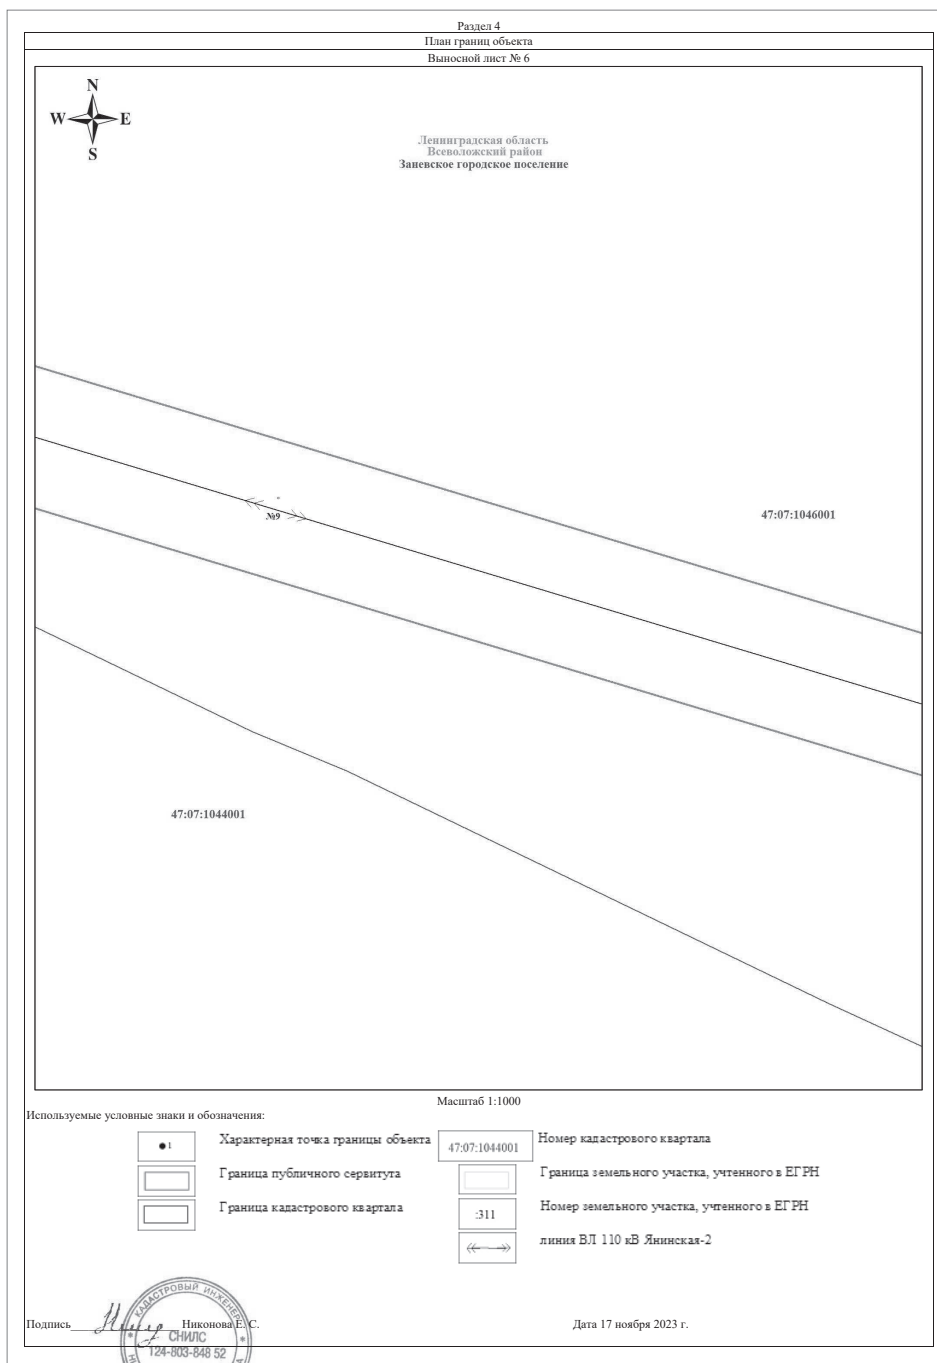 Раздел 4
План границ объекта
Выносной лист № 6
N
W E
S
Ленинградская область
Всеволожский район
Заневское городское поселение
№9
47:07:1046001
47:07:1044001
Масштаб 1:1000
Используемые условные знаки и обозначения:
1 Характерная точка границы объекта
Граница публичного сервитута
Граница кадастрового квартала
47:07:1044001 Номер кадастрового квартала
Граница земельного участка, учтенного в ЕГРН
:311 Номер земельного участка, учтенного в ЕГРН
линия ВЛ 110 кВ Янинская-2
Подпись Никонова Е. С.
Дата 17 ноября 2023 г.
КАДАСТРОВЫЙ ИНЖЕНЕР
СНИЛС
124-803-848 52